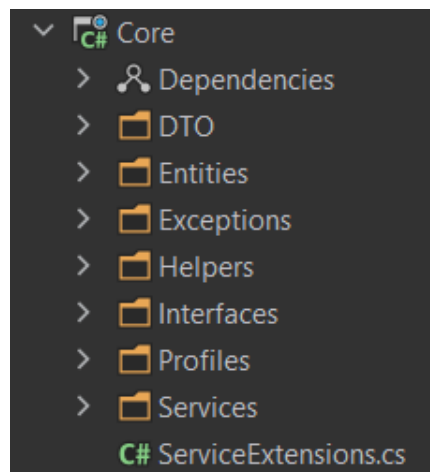 C# Core
Dependencies
DTO
Entities
Exceptions
Helpers
Interfaces
Profiles
Services
C# ServiceExtensions.cs